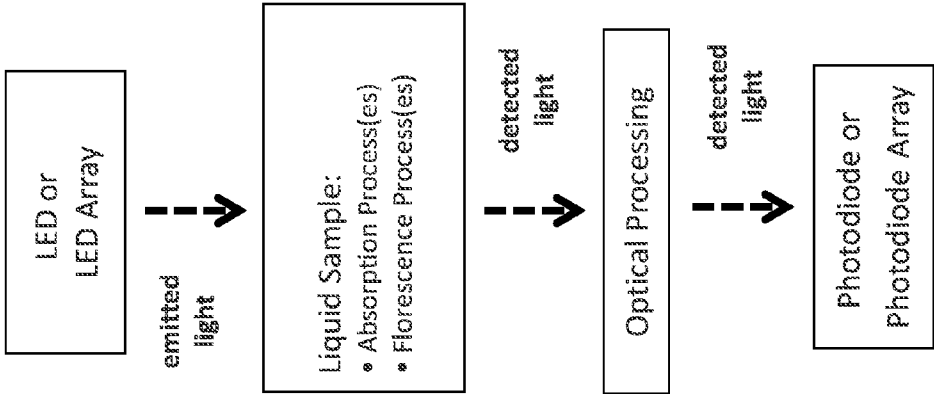 LED or
LED Array
emitted
light
Liquid Sample:
• Absorption Process(es)
• Florescence Process(es)
detected
light
Optical Processing
detected
light
Photodiode or
Photodiode Array